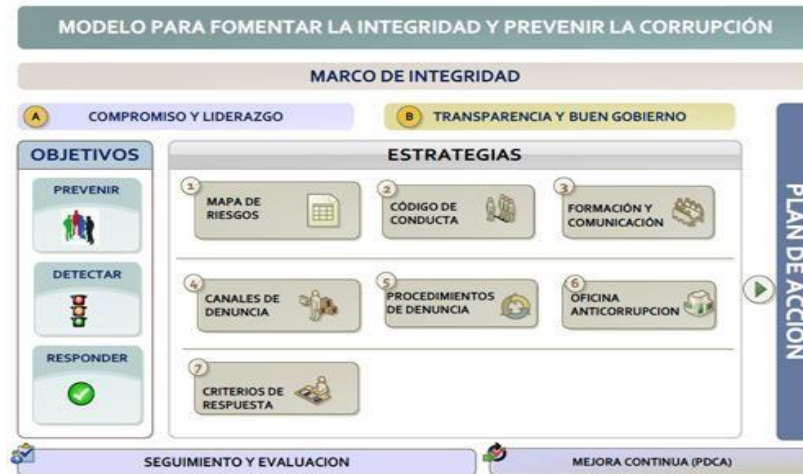 MODELO PARA FOMENTAR LA INTEGRIDAD Y PREVENIR LA CORRUPCIÓN
MARCO DE INTEGRIDAD
A COMPROMISO Y LIDERAZGO
B TRANSPARENCIA Y BUEN GOBIERNO
OBJETIVOS
ESTRATEGIAS
PREVENIR
1
MAPA DE
RIESGOS
2
CÓDIGO DE
CONDUCTA
3
FORMACIÓN Y
COMUNICACIÓN
DETECTAR
4
CANALES DE
DENUNCIA
5
PROCEDIMIENTOS
DE DENUNCIA
6
OFICINA
ANTICORRUPCION
RESPONDER
7
CRITERIOS DE
RESPUESTA
PLAN DE ACCIÓN
SEGUIMIENTO Y EVALUACION
MEJORA CONTINUA (PDCA)